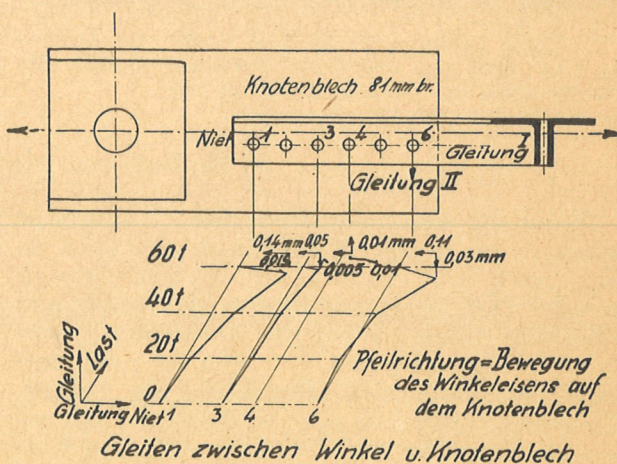 Knotenblech 81 mm br.
Niet 1 3 4 6
I
Gleitung
Gleitung II
0,14 mm 0,05 0,01 mm 0,11
60t 0,015 0,005 0,01 0,03 mm
40t
20t
Gleitung
Last
0
Gleitung Niet 1 3 4 6
Pfeilrichtung=Bewegung
des Winkeleisens auf
dem Knotenblech
Gleiten zwischen Winkel u. Knotenblech